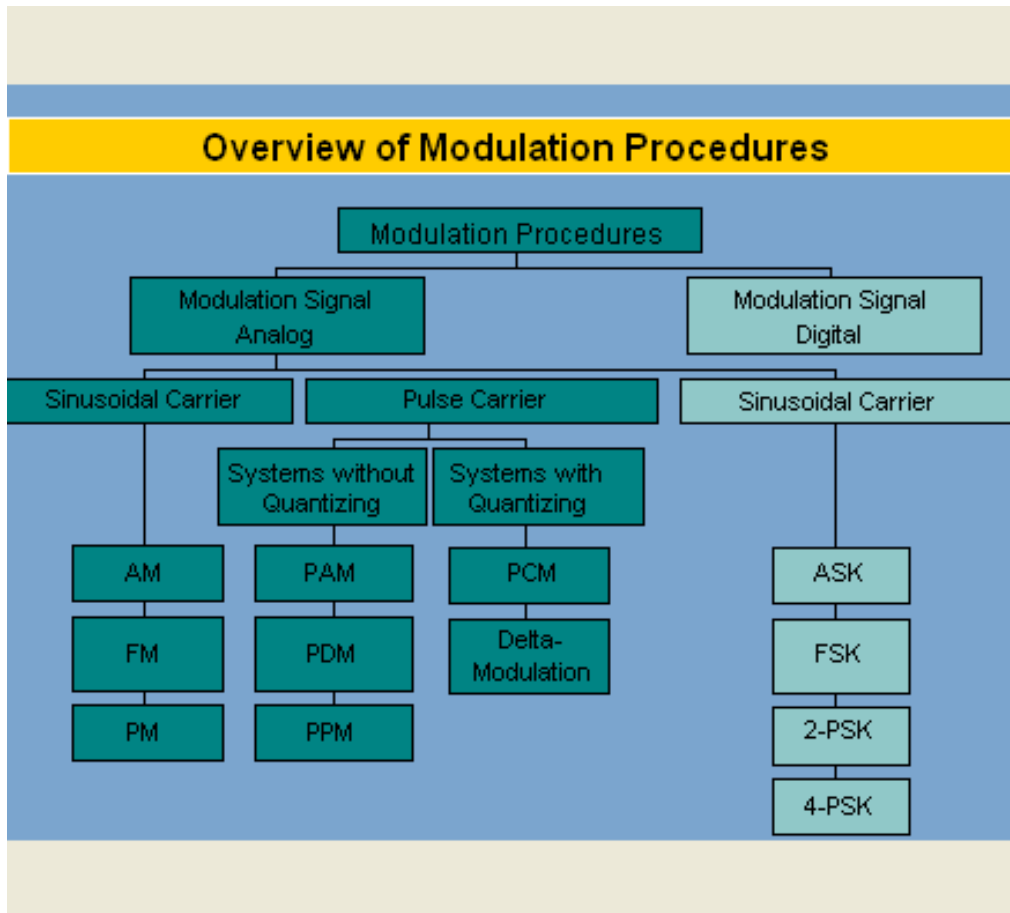 Overview of Modulation Procedures
Modulation Procedures
Modulation Signal
Analog
Modulation Signal
Digital
Sinusoidal Carrier
Pulse Carrier
Sinusoidal Carrier
Systems without
Quantizing
Systems with
Quantizing
AM
PAM
PCM
ASK
FM
PDM
Delta-
Modulation
FSK
PM
PPM
2-PSK
4-PSK